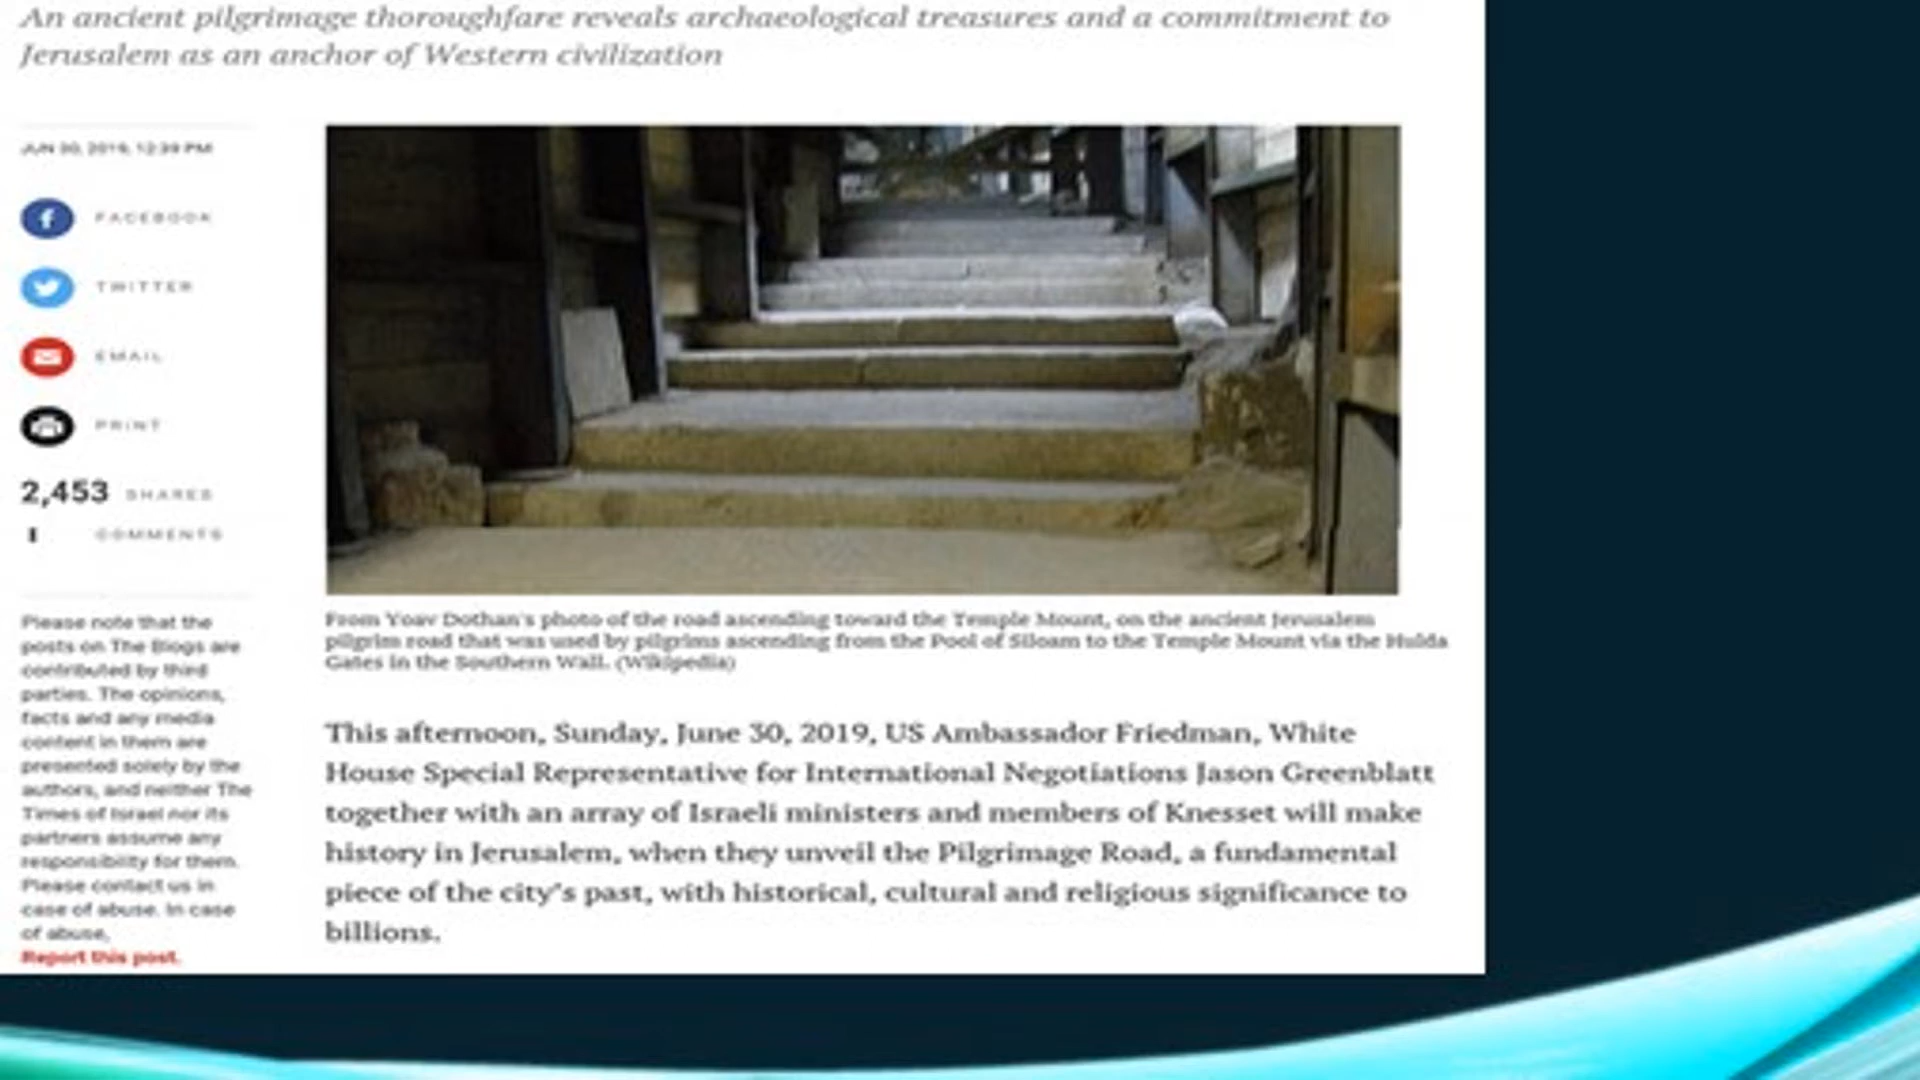 An ancient pilgrimage thoroughfare reveals archaeological treasures and a commitment to
Jerusalem as an anchor of Western civilization
JUN 30, 2019, 12:39 PM
FACEBOOK
TWITTER
EMAIL
PRINT
2,453 SHARES
1 COMMENTS
Please note that the
posts on The Blogs are
contributed by third
parties. The opinions,
facts and any media
content in them are
presented solely by the
authors, and neither The
Times of Israel nor its
partners assume any
responsibility for them.
Please contact us in
case of abuse. In case
of abuse,
Report this post.
From Yoav Dothan's photo of the road ascending toward the Temple Mount, on the ancient Jerusalem
pilgrim road that was used by pilgrims ascending from the Pool of Siloam to the Temple Mount via the Hulda
Gates in the Southern Wall. (Wikipedia)
This afternoon, Sunday, June 30, 2019, US Ambassador Friedman, White
House Special Representative for International Negotiations Jason Greenblatt
together with an array of Israeli ministers and members of Knesset will make
history in Jerusalem, when they unveil the Pilgrimage Road, a fundamental
piece of the city's past, with historical, cultural and religious significance to
billions.